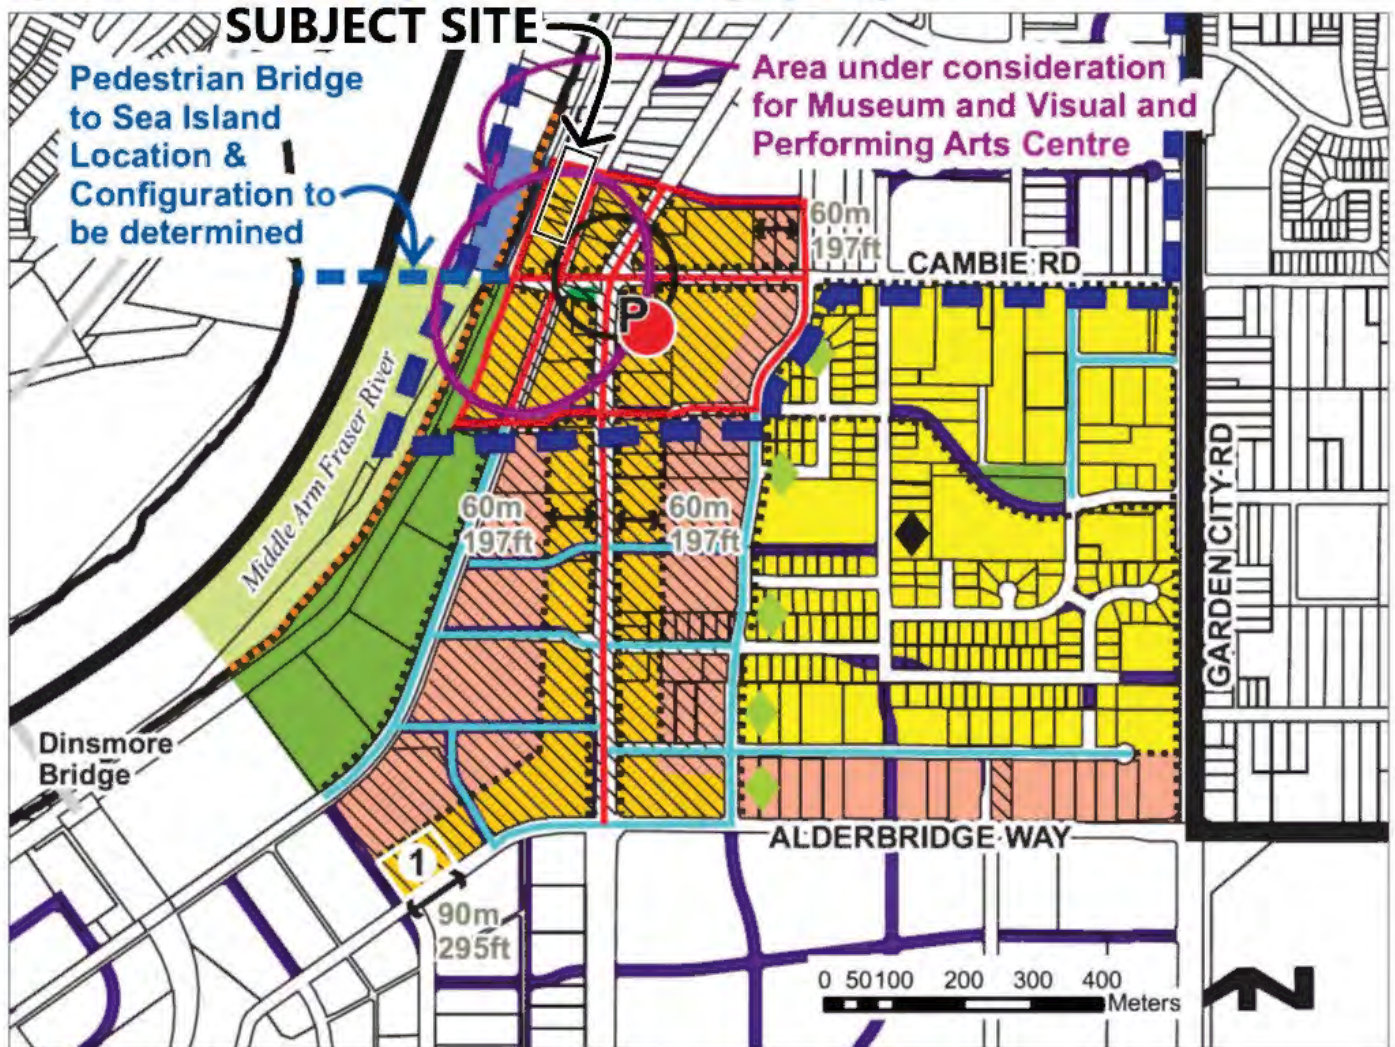 SUBJECT SITE
Pedestrian Bridge
to Sea Island
Location &
Configuration to
be determined
Area under consideration
for Museum and Visual and
Performing Arts Centre
60m
197ft
CAMBIE RD
P
Middle Arm Fraser River
60m
197ft
60m
197ft
GARDEN CITY RD
Dinsmore
Bridge
1
ALDERBRIDGE WAY
90m
295ft
0 50 100 200 300 400
Meters
N